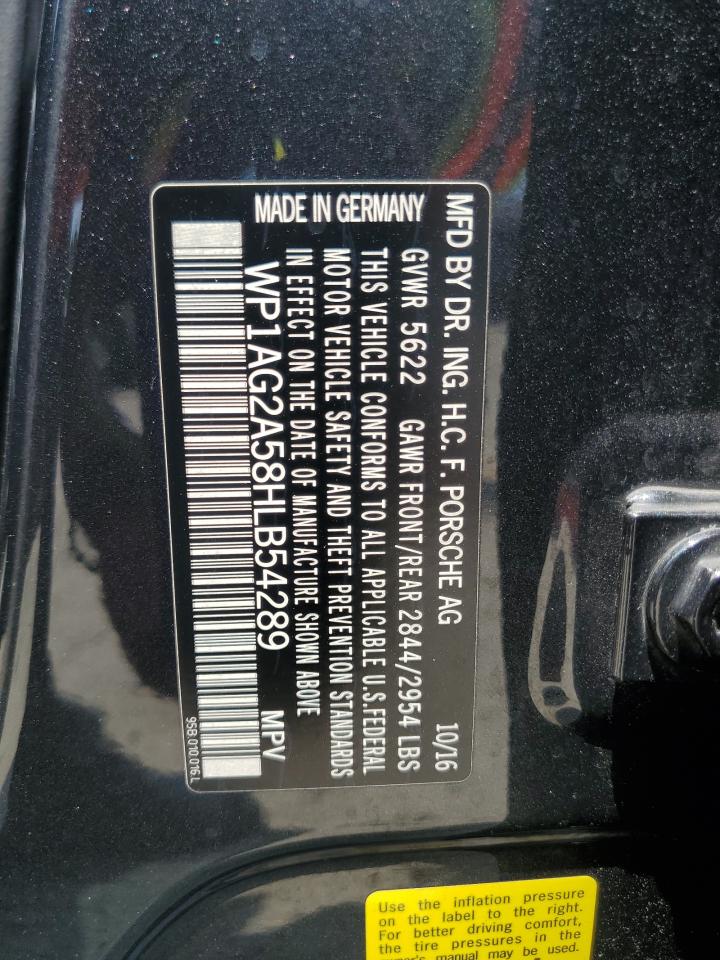 MFD BY DR. ING. H.C. F. PORSCHE AG 10/16
GVWR 5622 GAWR FRONT/REAR 2844/2954 LBS
THIS VEHICLE CONFORMS TO ALL APPLICABLE U.S.FEDERAL
MOTOR VEHICLE SAFETY AND THEFT PREVENTION STANDARDS
IN EFFECT ON THE DATE OF MANUFACTURE SHOWN ABOVE
MADE IN GERMANY
WP1AG2A58HLB54289 MPV
95B.010.016.L
Use the inflation pressure
on the label to the right.
For better driving comfort,
the tire pressures in the
manual may be used.